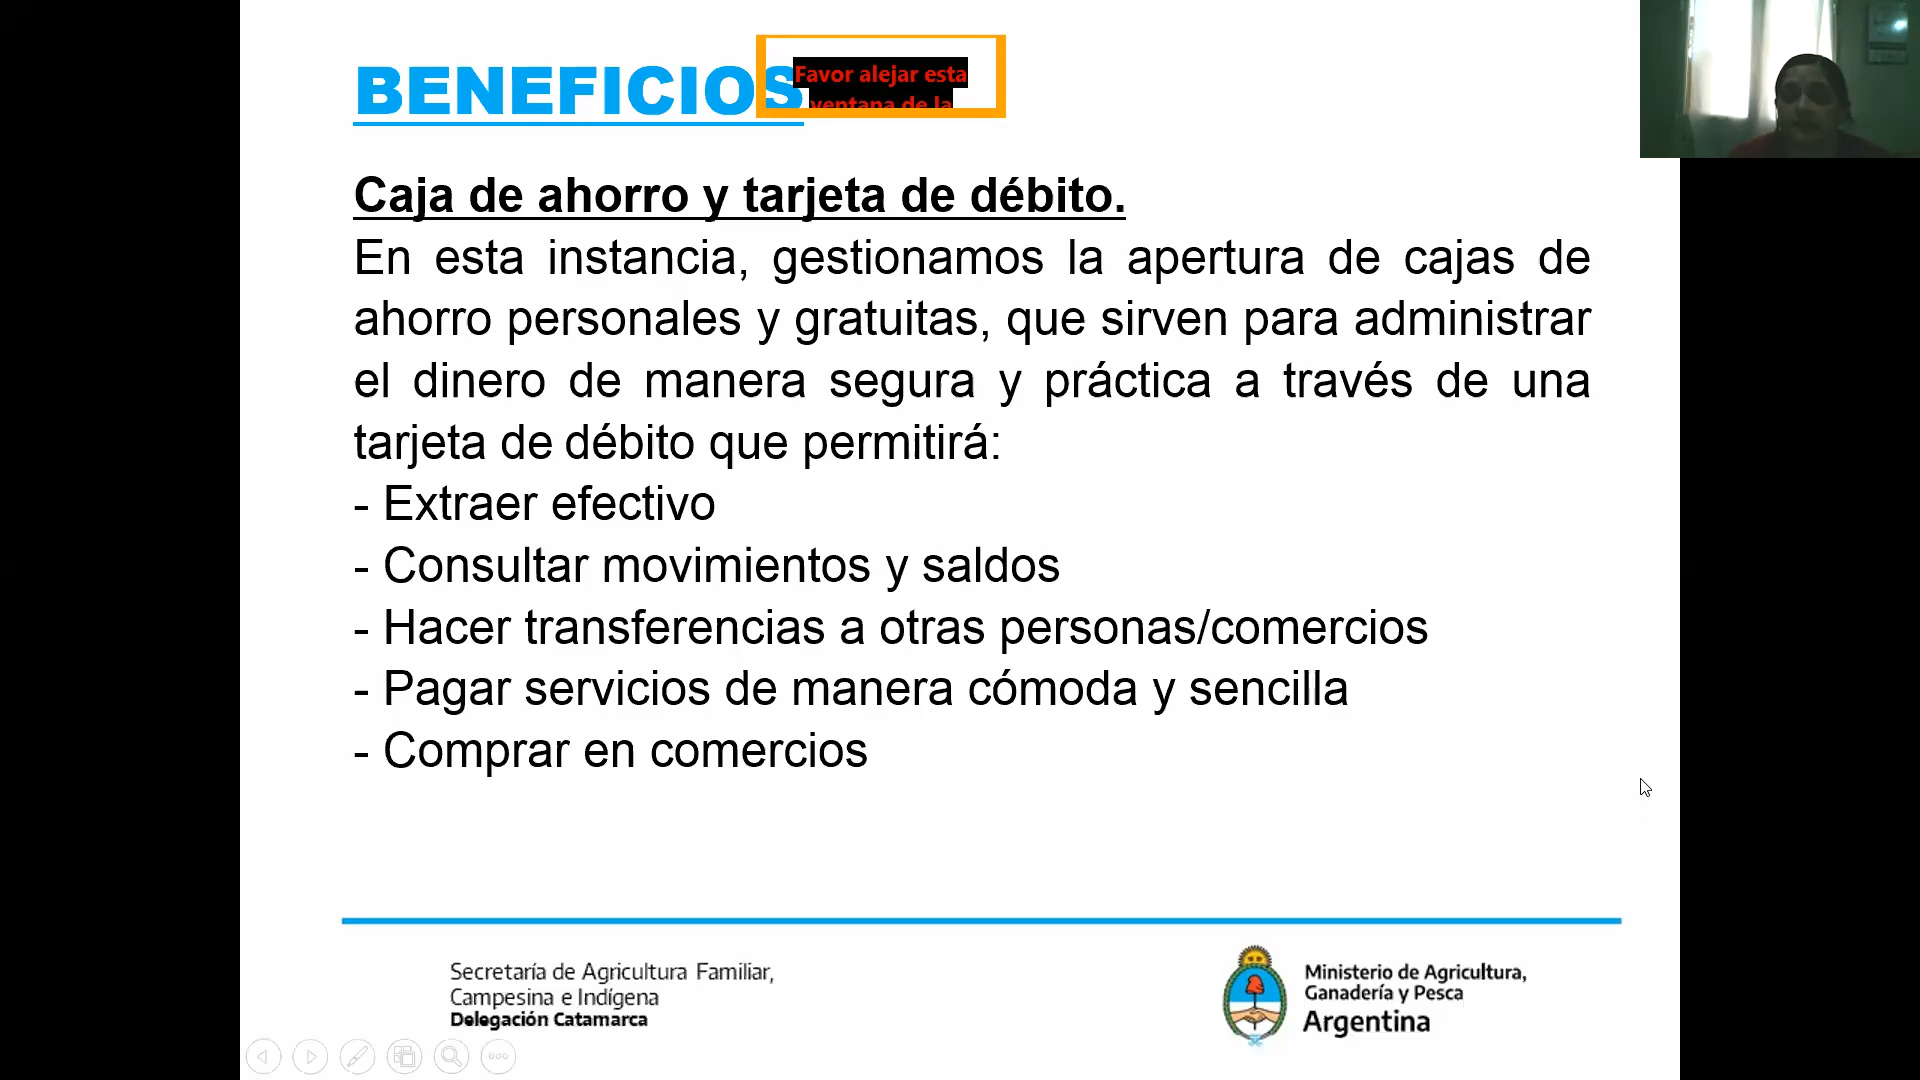 BENEFICIOS
Favor alejar esta
ventana de la
Caja de ahorro y tarjeta de débito.
En esta instancia, gestionamos la apertura de cajas de
ahorro personales y gratuitas, que sirven para administrar
el dinero de manera segura y práctica a través de una
tarjeta de débito que permitirá:
- Extraer efectivo
- Consultar movimientos y saldos
- Hacer transferencias a otras personas/comercios
- Pagar servicios de manera cómoda y sencilla
- Comprar en comercios
Secretaría de Agricultura Familiar,
Campesina e Indígena
Delegación Catamarca
Ministerio de Agricultura,
Ganadería y Pesca
Argentina